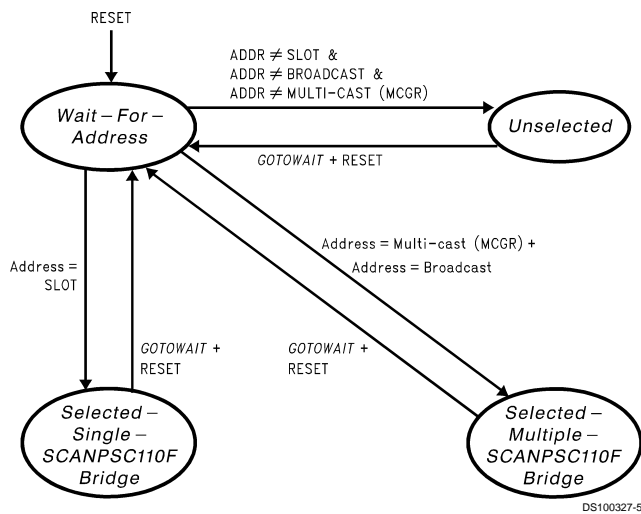 RESET
ADDR ≠ SLOT &
ADDR ≠ BROADCAST &
ADDR ≠ MULTI-CAST (MCGR)
Wait-For-
Address
Unselected
GOTOWAIT + RESET
Address =
SLOT
Address = Multi-cast (MCGR) +
Address = Broadcast
GOTOWAIT +
RESET
GOTOWAIT +
RESET
Selected-
Single-
SCANPSC110F
Bridge
Selected-
Multiple-
SCANPSC110F
Bridge
DS100327-5